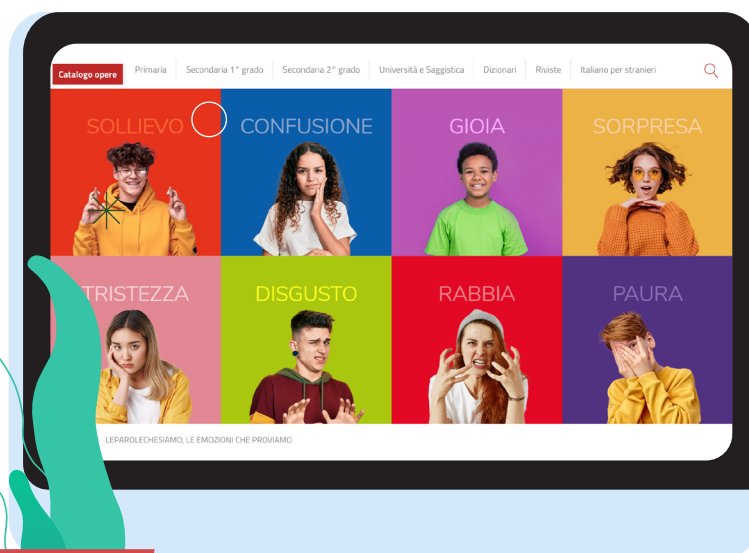 Catalogo opere Primaria Secondaria 1° grado Secondaria 2° grado Università e Saggistica Dizionari Riviste Italiano per stranieri
SOLLIEVO CONFUSIONE GIOIA SORPRESA
TRISTEZZA DISGUSTO RABBIA PAURA
LEPAROLECHESIAMO, LE EMOZIONI CHE PROVIAMO